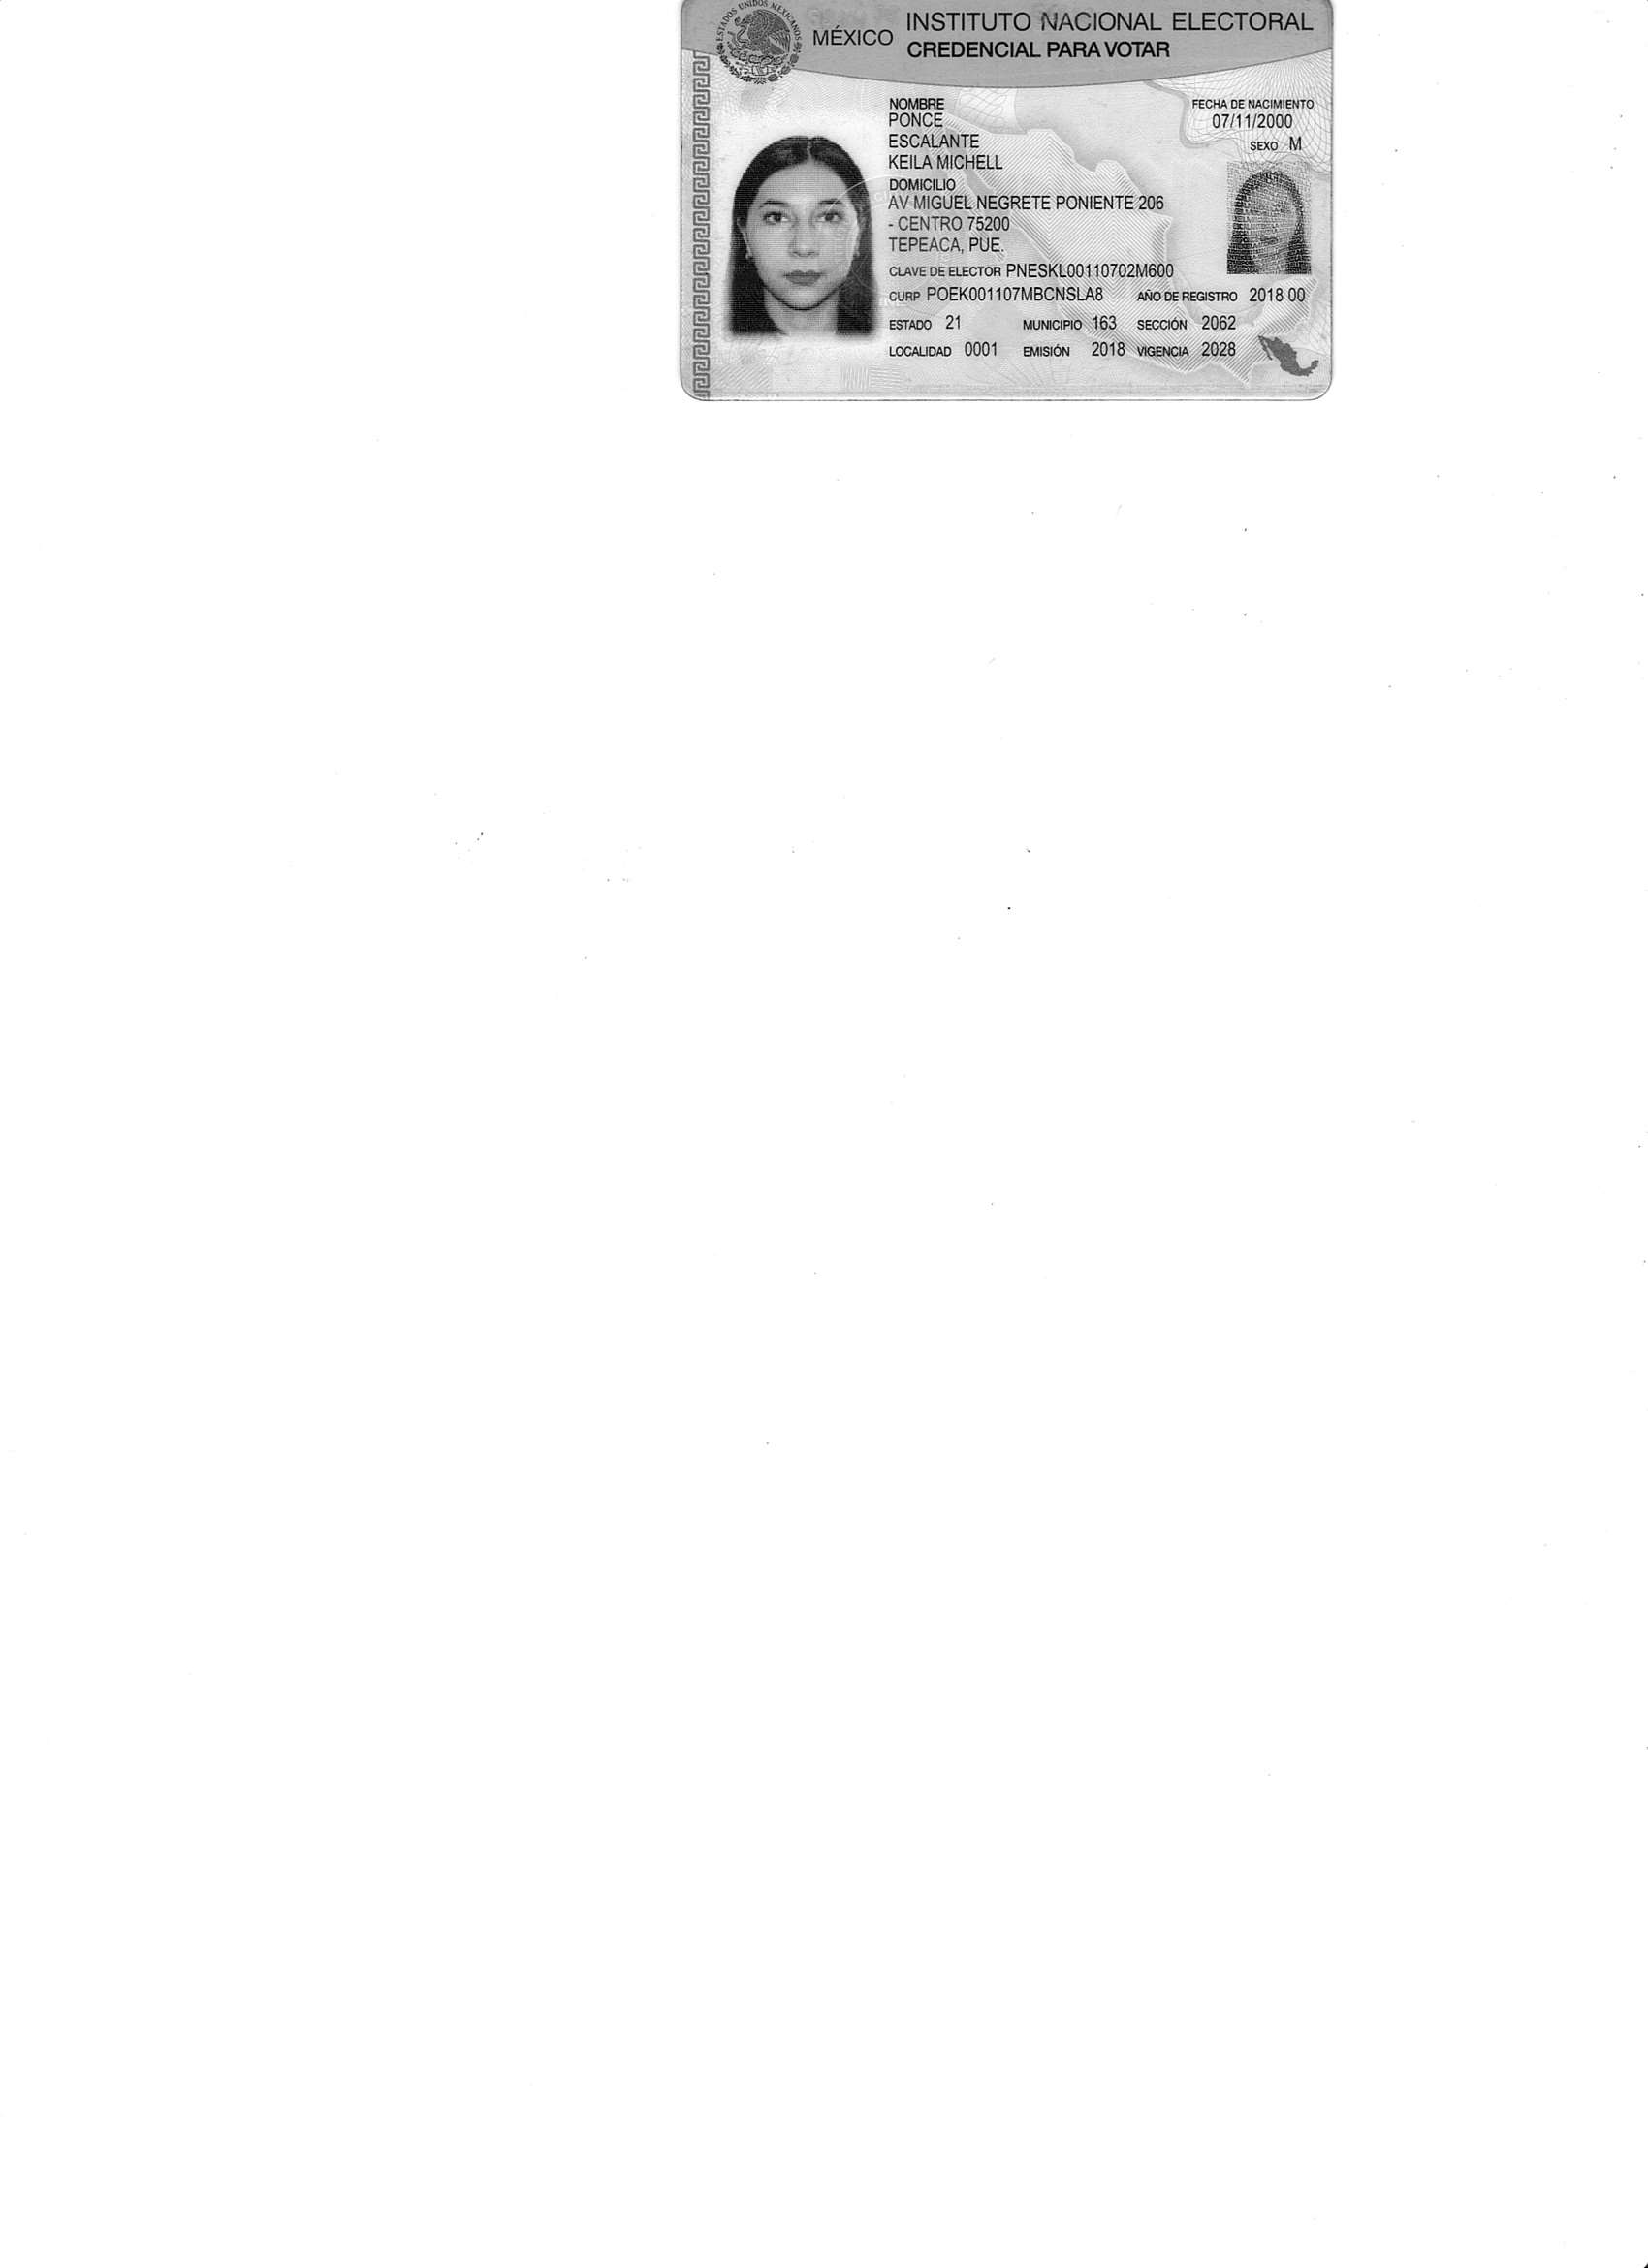 ESTADOS UNIDOS MEXICANOS
MÉXICO
INSTITUTO NACIONAL ELECTORAL
CREDENCIAL PARA VOTAR
NOMBRE
PONCE
ESCALANTE
KEILA MICHELL
FECHA DE NACIMIENTO
07/11/2000
SEXO M
DOMICILIO
AV MIGUEL NEGRETE PONIENTE 206
- CENTRO 75200
TEPEACA, PUE.
CLAVE DE ELECTOR PNESKL00110702M600
CURP POEK001107MBCNSLA8 AÑO DE REGISTRO 2018 00
ESTADO 21 MUNICIPIO 163 SECCIÓN 2062
LOCALIDAD 0001 EMISIÓN 2018 VIGENCIA 2028